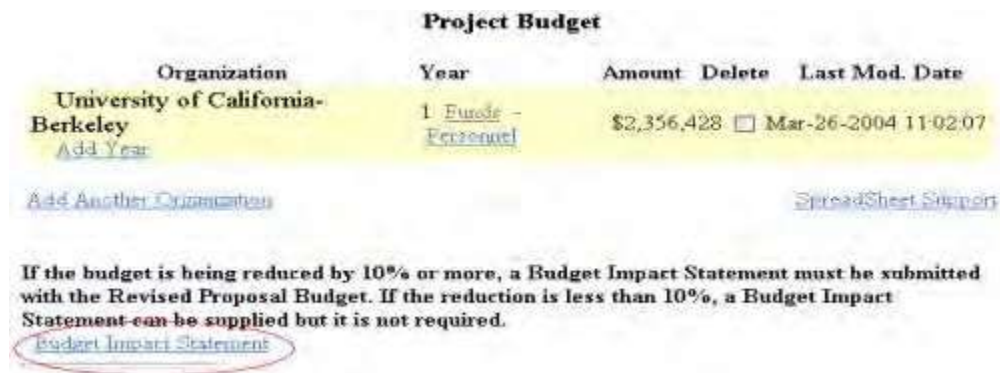 Project Budget
Organization Year Amount Delete Last Mod. Date
University of California-
Berkeley
Add Year
1 Funds -
Personnel
$2,356,428 Mar-26-2004 11:02:07
Add Another Organization SpreadSheet Support
If the budget is being reduced by 10% or more, a Budget Impact Statement must be submitted
with the Revised Proposal Budget. If the reduction is less than 10%, a Budget Impact
Statement can be supplied but it is not required.
Budget Impact Statement